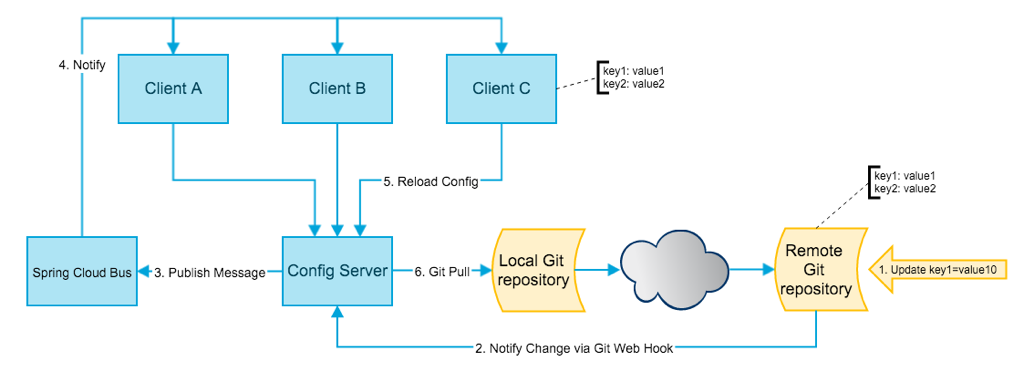 4. Notify
Client A
Client B
Client C
key1: value1
key2: value2
5. Reload Config
key1: value1
key2: value2
Spring Cloud Bus
3. Publish Message
Config Server
6. Git Pull
Local Git
repository
Remote
Git
repository
1. Update key1=value10
2. Notify Change via Git Web Hook